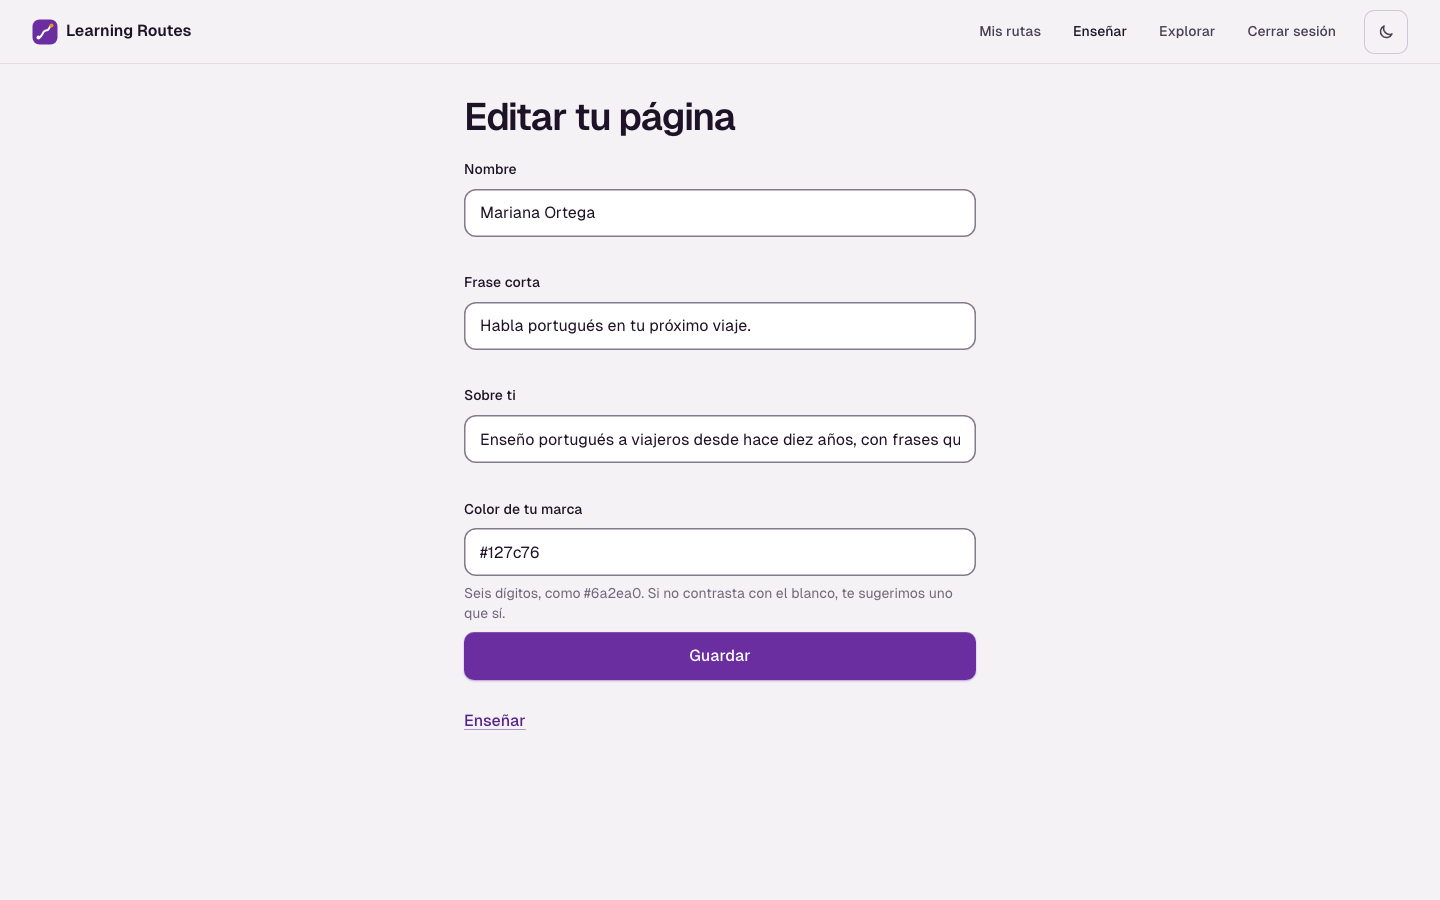 Learning Routes
Mis rutas
Enseñar
Explorar
Cerrar sesión
Editar tu página
Nombre
Mariana Ortega
Frase corta
Habla portugués en tu próximo viaje.
Sobre ti
Enseño portugués a viajeros desde hace diez años, con frases qu
Color de tu marca
#127c76
Seis dígitos, como #6a2ea0. Si no contrasta con el blanco, te sugerimos uno
que sí.
Guardar
Enseñar